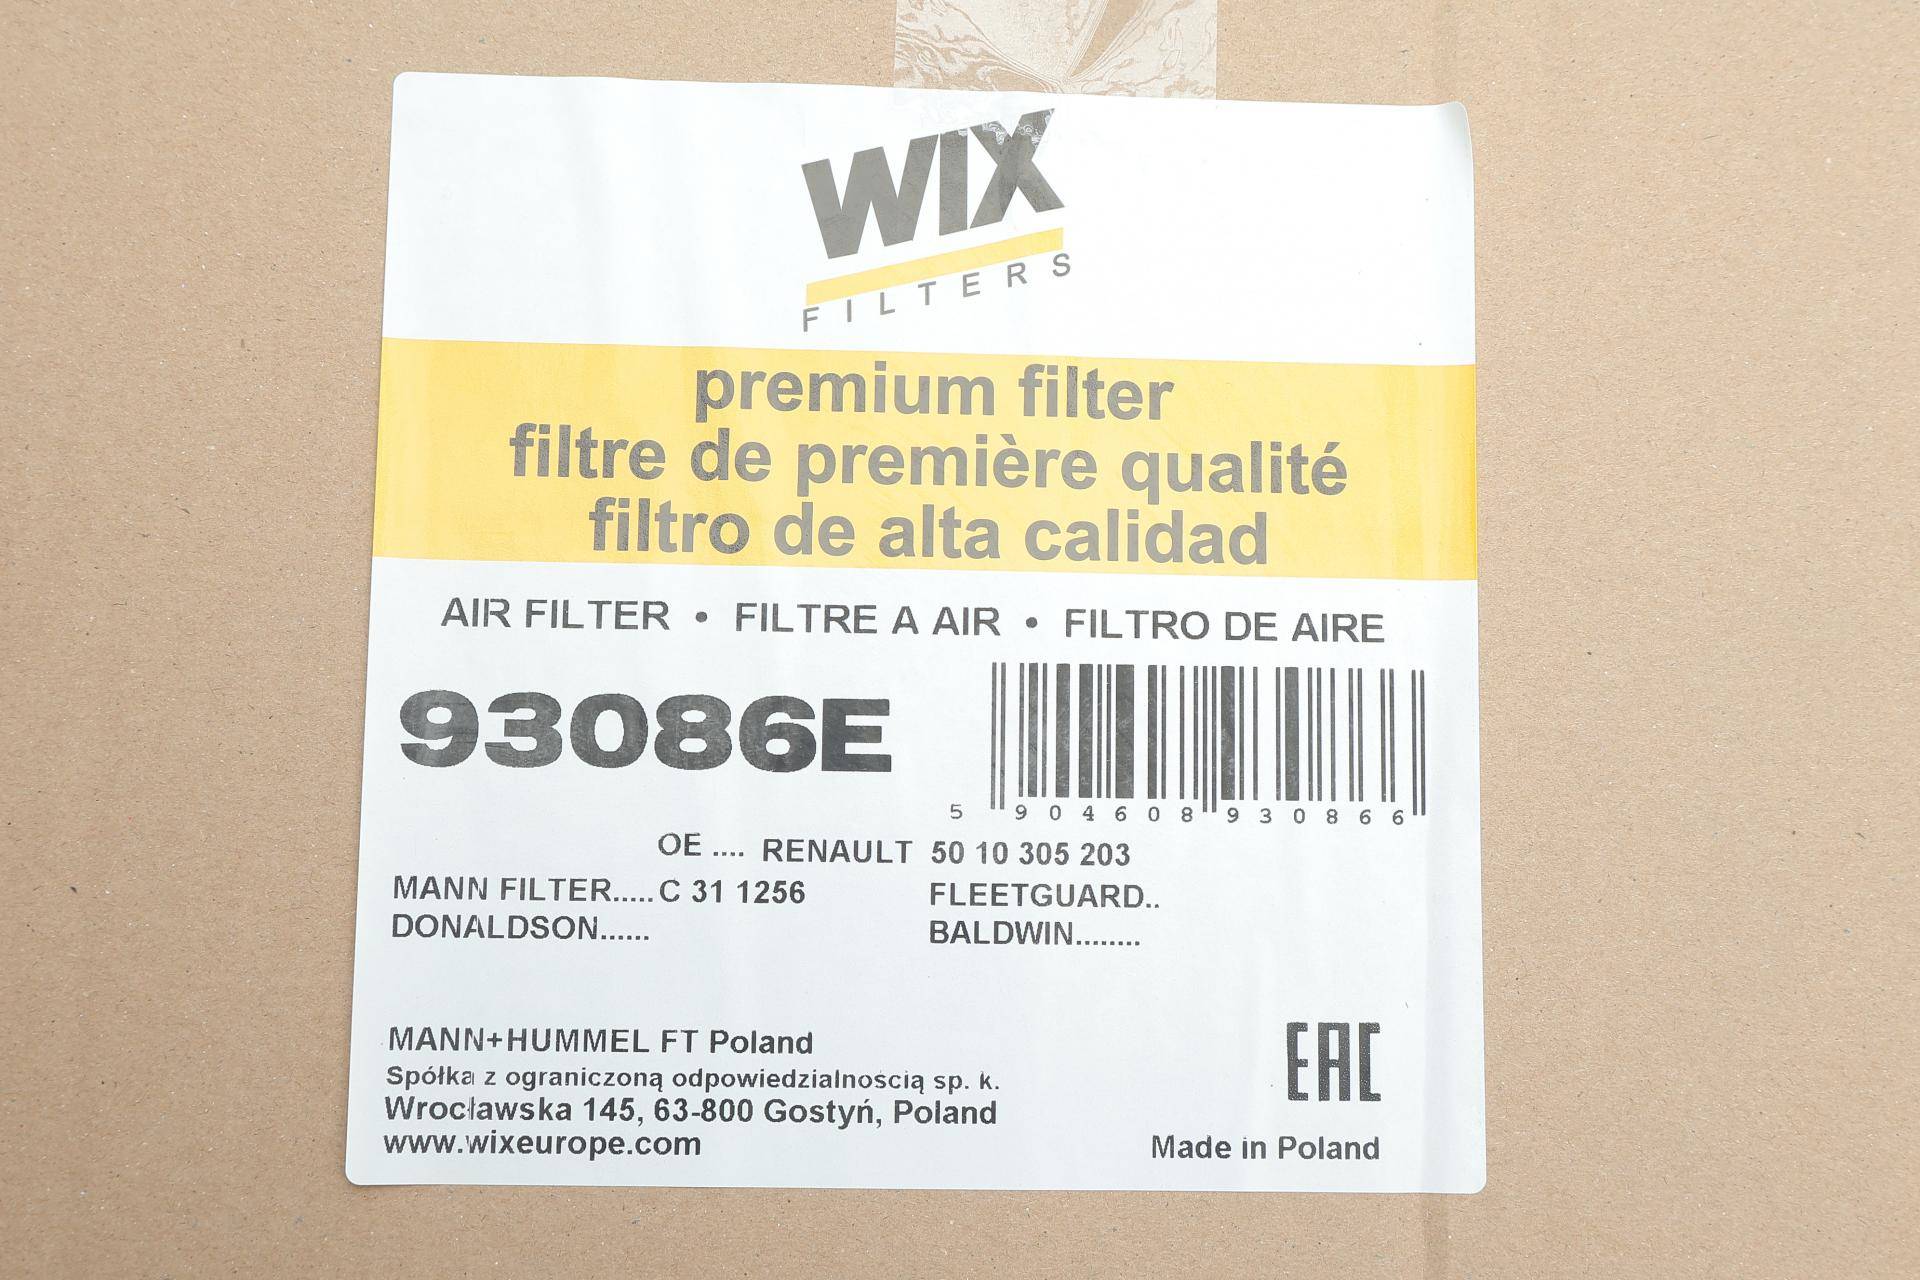 WIX
FILTERS
premium filter
filtre de première qualité
filtro de alta calidad
AIR FILTER • FILTRE A AIR • FILTRO DE AIRE
93086E
5 904608 930866
OE .... RENAULT 50 10 305 203
MANN FILTER.....C 31 1256 FLEETGUARD..
DONALDSON...... BALDWIN........
MANN+HUMMEL FT Poland
Spółka z ograniczoną odpowiedzialnością sp. k.
Wrocławska 145, 63-800 Gostyń, Poland
www.wixeurope.com
EAC
Made in Poland